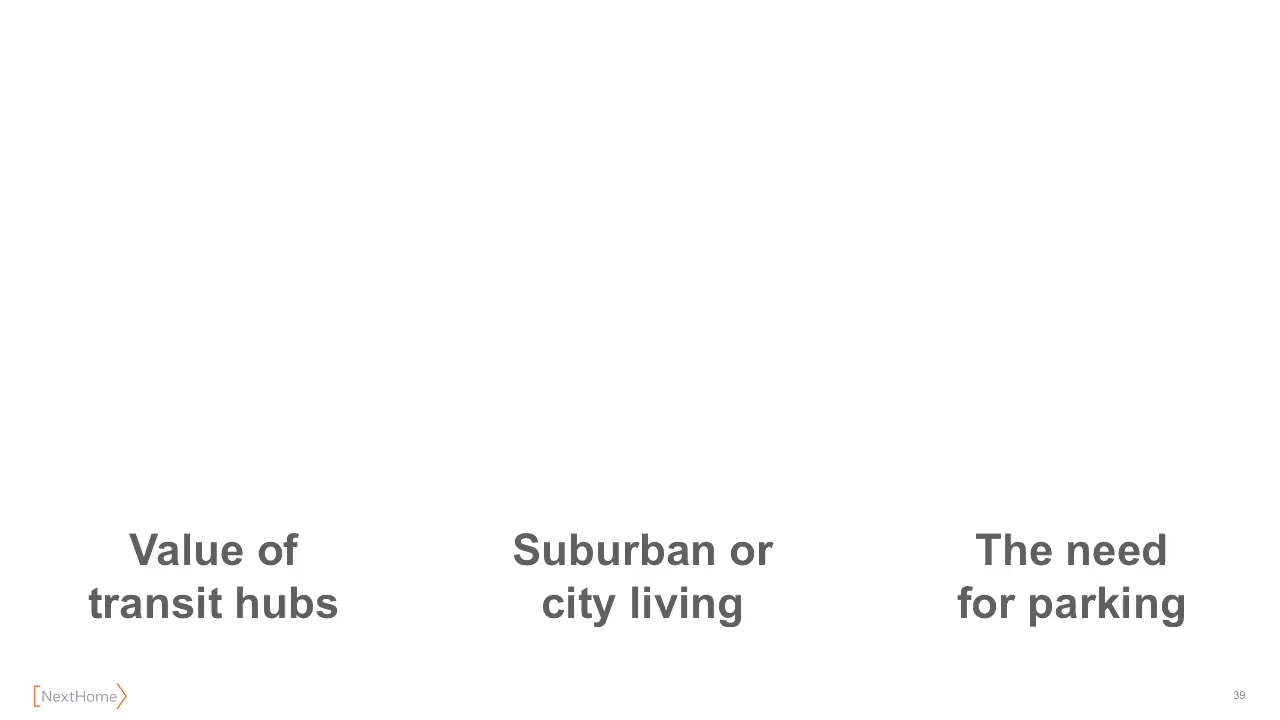 Value of
transit hubs
Suburban or
city living
The need
for parking
NextHome
39